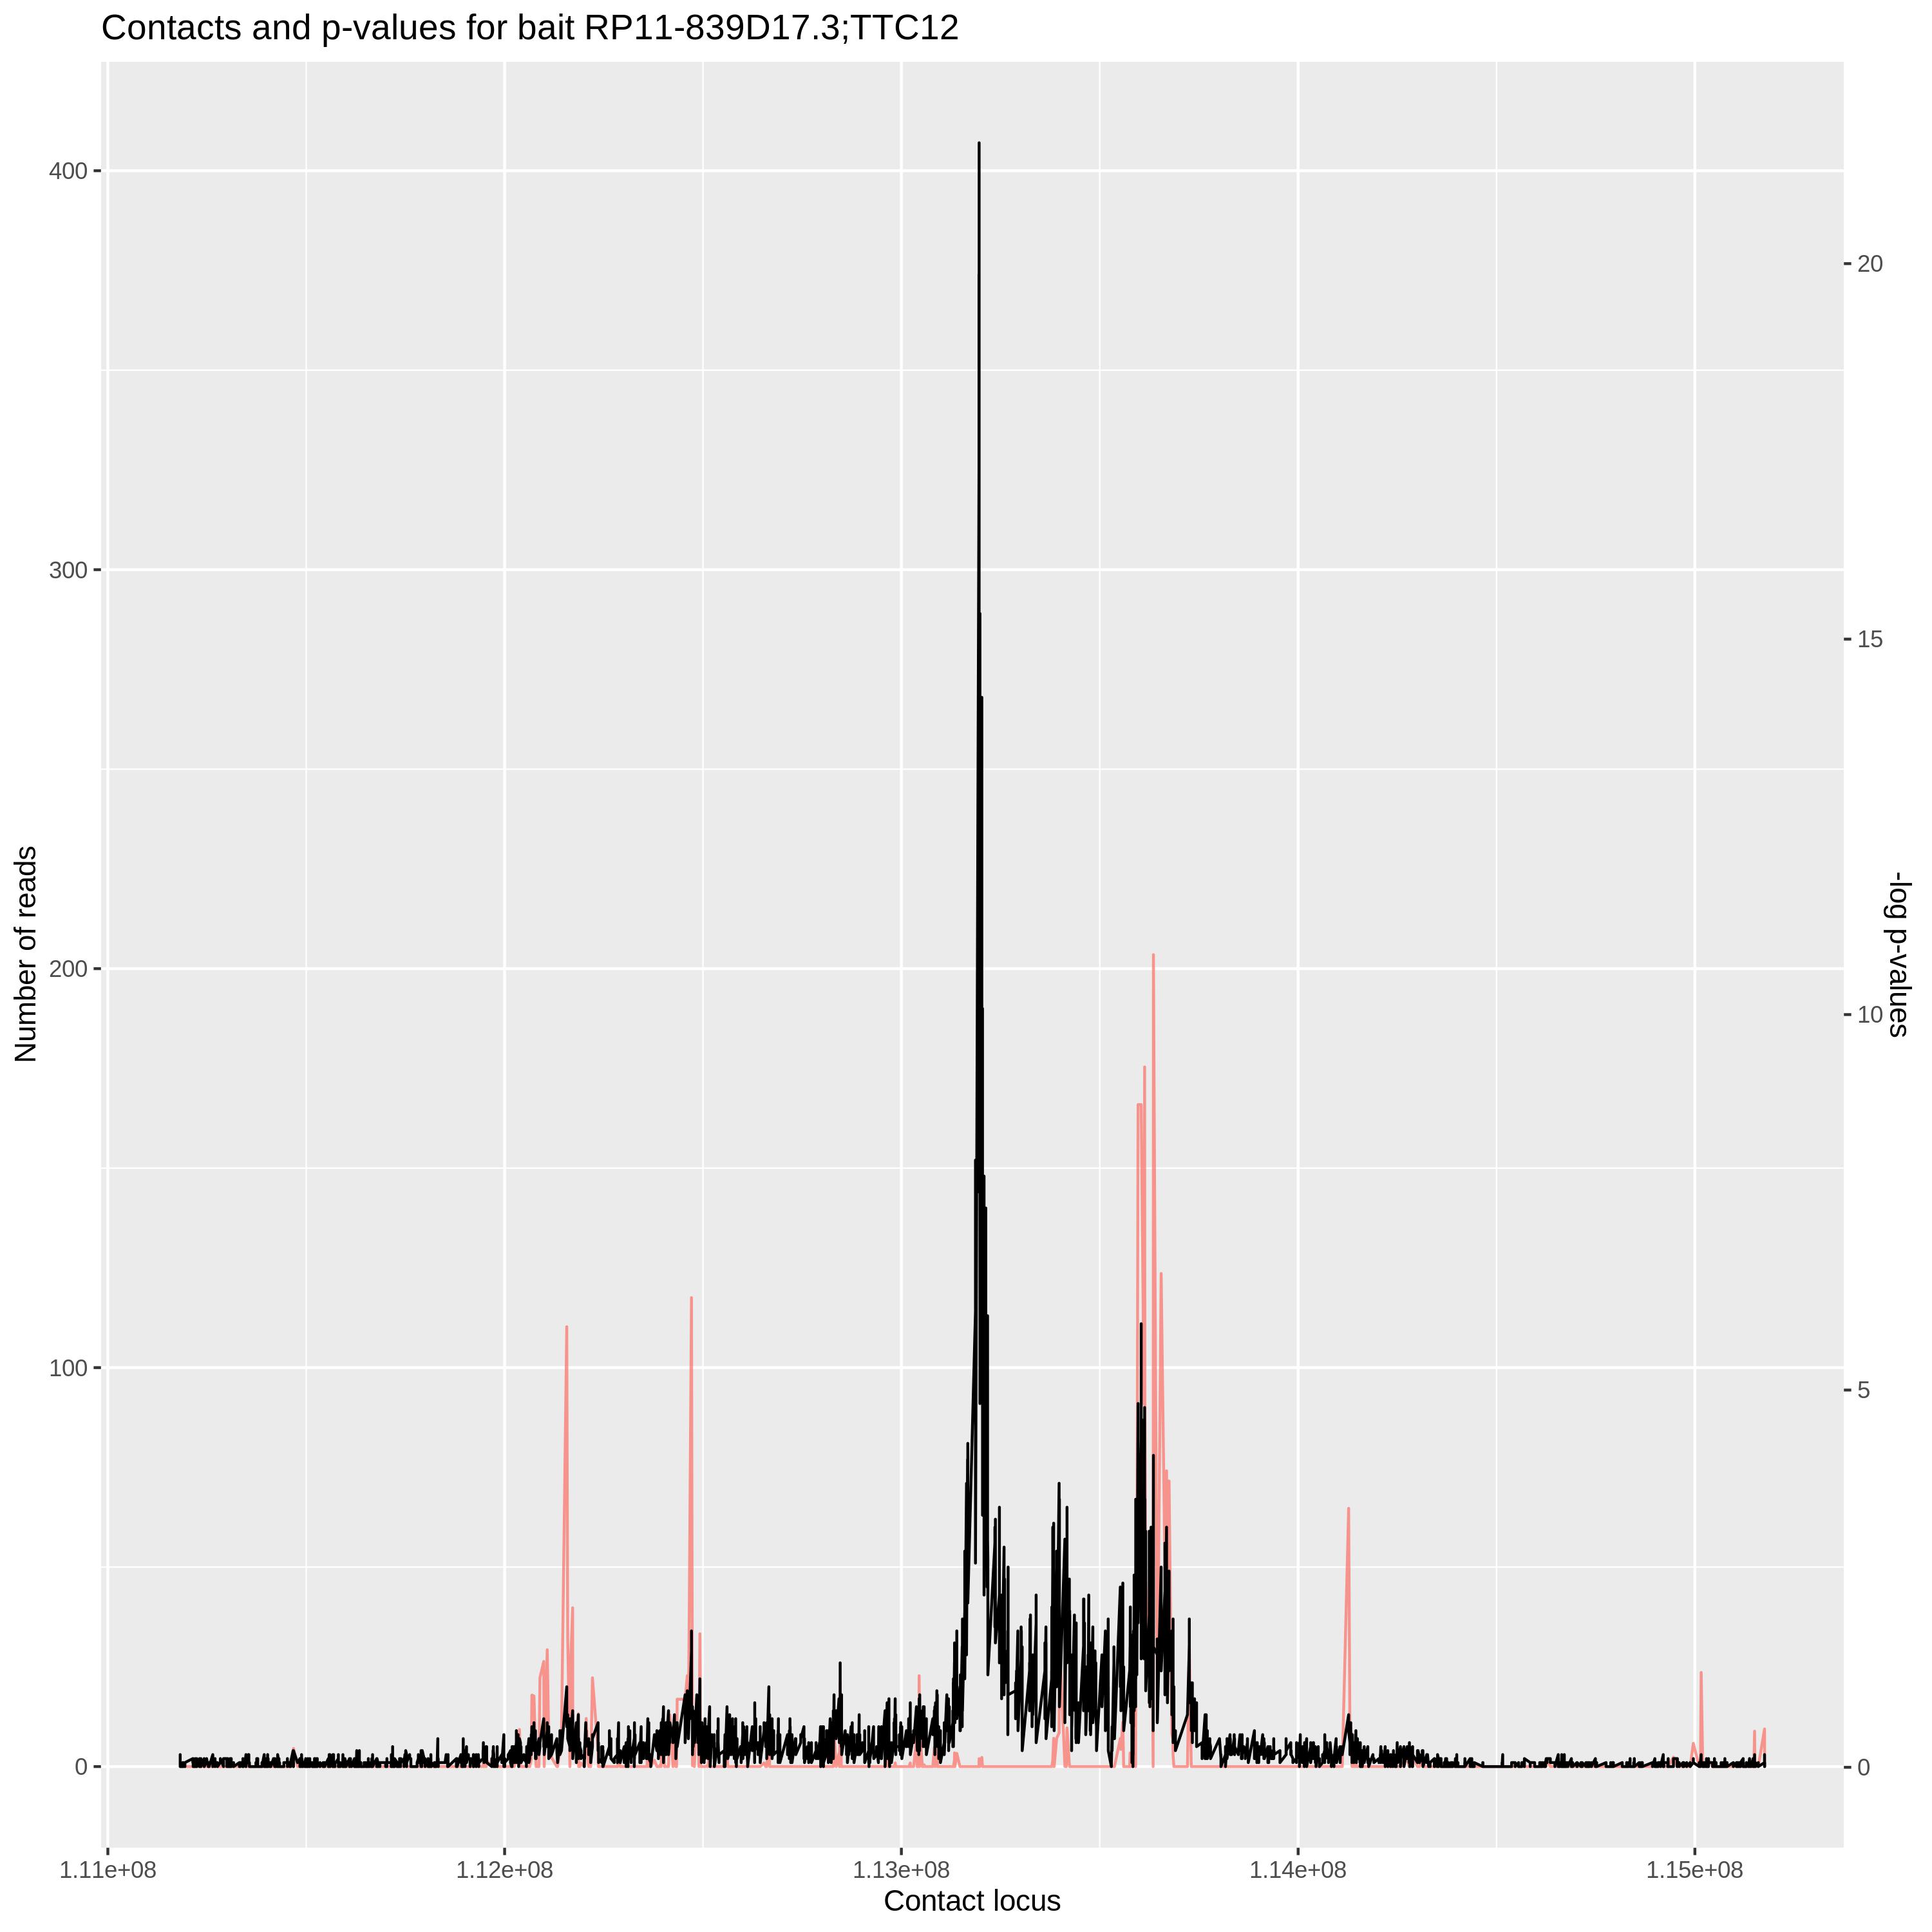 Contacts and p-values for bait RP11-839D17.3;TTC12
400
300
200
100
0
Number of reads
20
15
10
5
0
-log p-values
1.11e+08
1.12e+08
1.13e+08
1.14e+08
1.15e+08
Contact locus